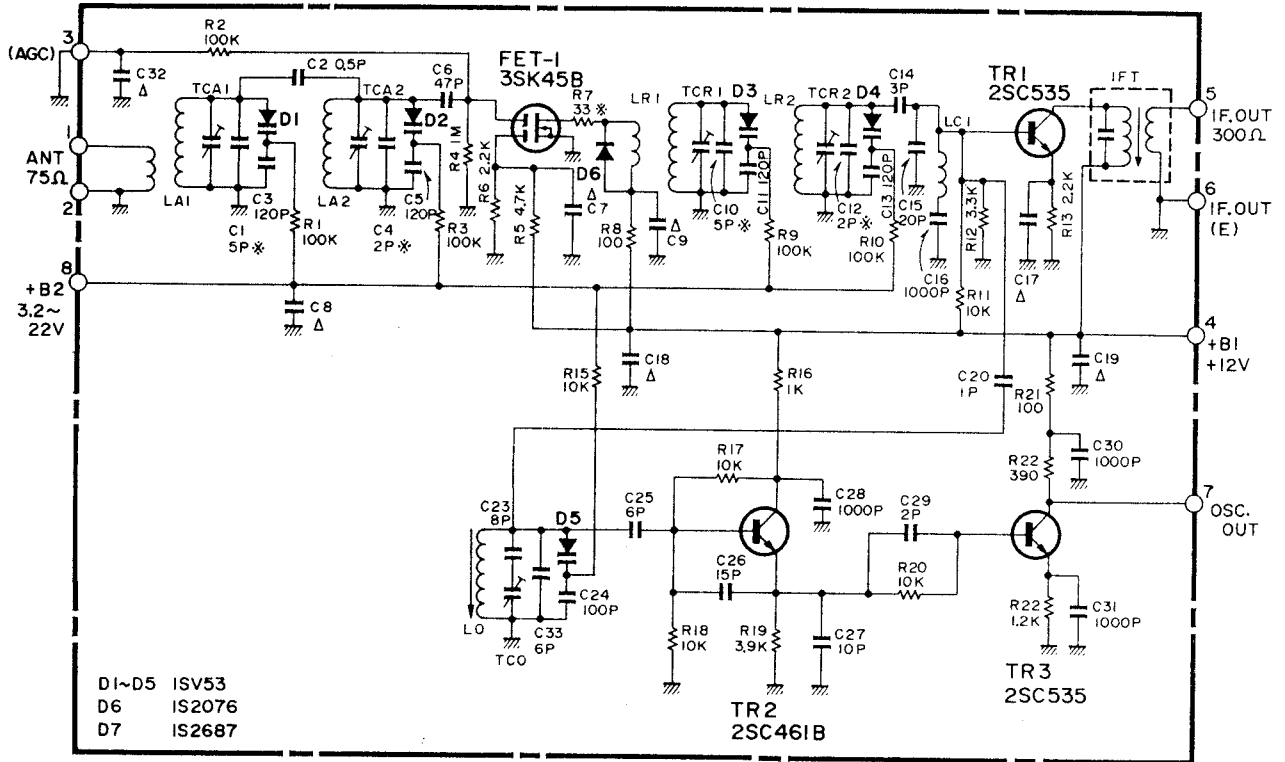 3
(AGC)
C32
Δ
R2
100K
C2 0.5P
TCA1
D1
LA1
C3
120P
C1
5P※
R1
100K
1
ANT
75Ω
2
8
+B2
3.2~
22V
C8
Δ
TCA2
D2
LA2
C4
2P※
C5
120P
R3
100K
C6
47P
R4 1M
FET-1
3SK45B
R7
33※
D6
R6 2.2K
R5 4.7K
Δ
C7
R8
100
C9
Δ
LR1
TCR1
D3
C10
5P※
C11 120P
R9
100K
LR2
TCR2
D4
C12
2P※
C13 120P
R10
100K
C14
3P
C15
20P
C16
1000P
LC1
R12 3.3K
R11
10K
TR1
2SC535
C17
Δ
R13 2.2K
IFT
5
IF.OUT
300Ω
6
IF.OUT
(E)
4
+B1
+12V
C19
Δ
C18
Δ
R15
10K
R16
1K
C20
1P
R21
100
C30
1000P
R22
390
7
OSC.
OUT
R17
10K
C28
1000P
C25
6P
C23
8P
D5
C24
100P
LO
TCO
C33
6P
C26
15P
R18
10K
R19
3.9K
C27
10P
C29
2P
R20
10K
R22
1.2K
C31
1000P
TR2
2SC461B
TR3
2SC535
D1~D5 1SV53
D6 1S2076
D7 1S2687